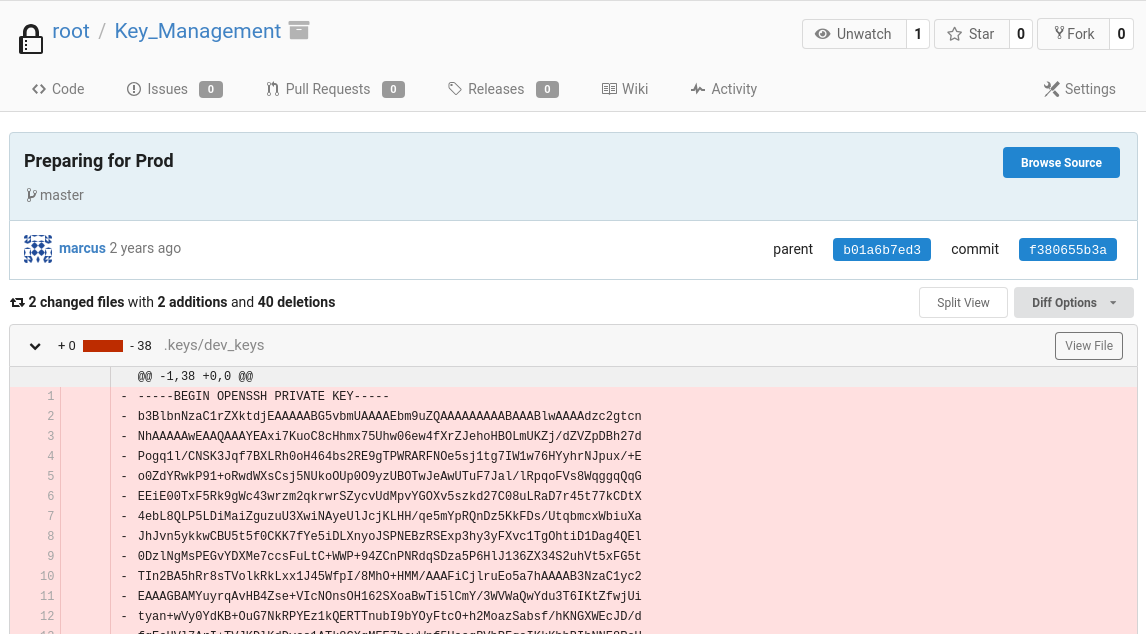 root / Key_Management
Unwatch 1 Star 0 Fork 0
Code Issues 0 Pull Requests 0 Releases 0 Wiki Activity Settings
Preparing for Prod
Browse Source
master
marcus 2 years ago parent b01a6b7ed3 commit f380655b3a
2 changed files with 2 additions and 40 deletions
Split View Diff Options
+ 0 - 38 .keys/dev_keys View File
@@ -1,38 +0,0 @@
1 - -----BEGIN OPENSSH PRIVATE KEY-----
2 - b3BlbnNzaC1rZXktdjEAAAAABG5vbmUAAAAEbm9uZQAAAAAAAAABAAABlwAAAAdzc2gtcn
3 - NhAAAAAwEAAQAAAYEAxi7KuoC8cHhmx75Uhw06ew4fXrZJehoHBOLmUKZj/dZVZpDBh27d
4 - Pogq1l/CNSK3Jqf7BXLRh0oH464bs2RE9gTPWRARFNOe5sj1tg7IW1w76HYyhrNJpux/+E
5 - o0ZdYRwkP91+oRwdWXsCsj5NUkoOUp0O9yzUBOTwJeAwUTuF7Jal/lRpqoFVs8WqggqQqG
6 - EEiE00TxF5Rk9gWc43wrzm2qkrwrSZycvUdMpvYGOXv5szkd27C08uLRaD7r45t77kCDtX
7 - 4ebL8QLP5LDiMaiZguzuU3XwiNAyeUlJcjKLHH/qe5mYpRQnDz5KkFDs/UtqbmcxWbiuXa
8 - JhJvn5ykkwCBU5t5f0CKK7fYe5iDLXnyoJSPNEBzRSExp3hy3yFXvc1TgOhtiD1Dag4QEl
9 - 0DzlNgMsPEGvYDXMe7ccsFuLtC+WWP+94ZCnPNRdqSDza5P6HlJ136ZX34S2uhVt5xFG5t
10 - TIn2BA5hRr8sTVolkRkLxx1J45WfpI/8MhO+HMM/AAAFiCjlruEo5a7hAAAAB3NzaC1yc2
11 - EAAAGBAMYuyrqAvHB4Zse+VIcNOnsOH162SXoaBwTi5lCmY/3WVWaQwYdu3T6IKtZfwjUi
12 - tyan+wVy0YdKB+OuG7NkRPYEz1kQERTTnubI9bYOyFtcO+h2MoazSabsf/hKNGXWEcJD/d